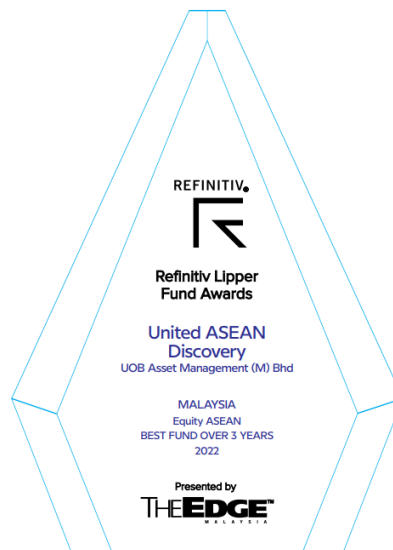 REFINITIV
Refinitiv Lipper
Fund Awards
United ASEAN
Discovery
UOB Asset Management (M) Bhd
MALAYSIA
Equity ASEAN
BEST FUND OVER 3 YEARS
2022
Presented by
THEEDGE™
MALAYSIA